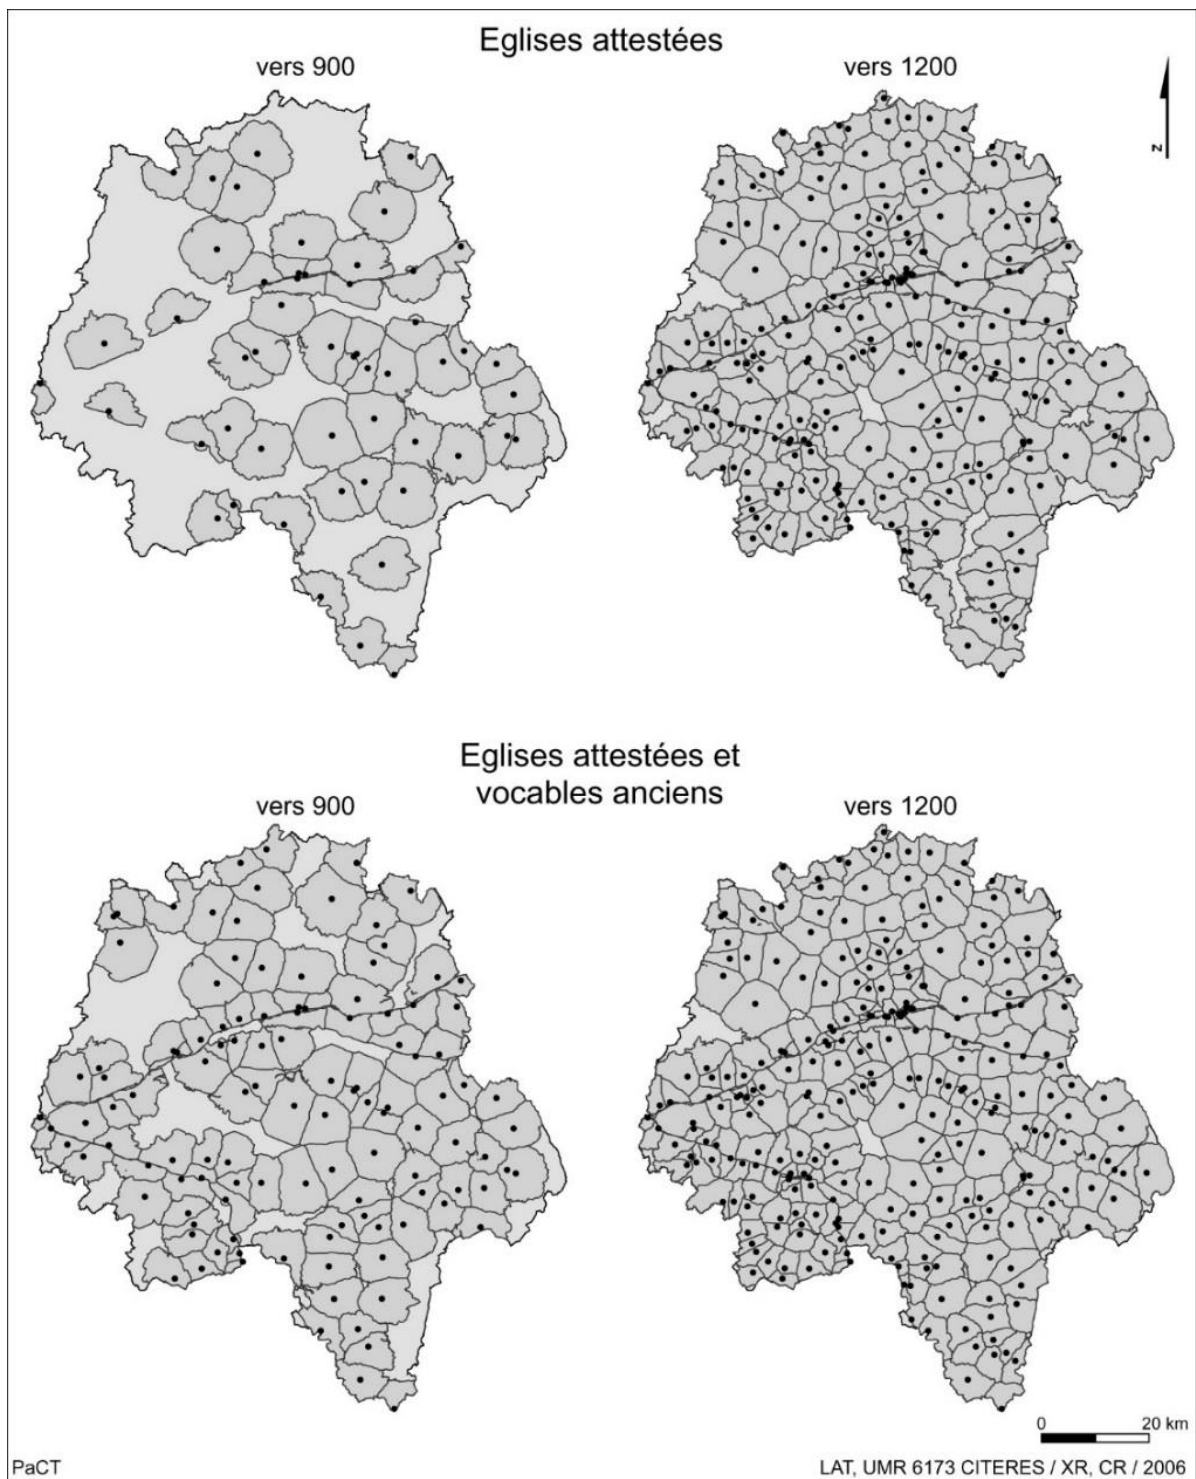 Eglises attestées
vers 900
vers 1200
N
Eglises attestées et
vocables anciens
vers 900
vers 1200
0 20 km
PaCT
LAT, UMR 6173 CITERES / XR, CR / 2006